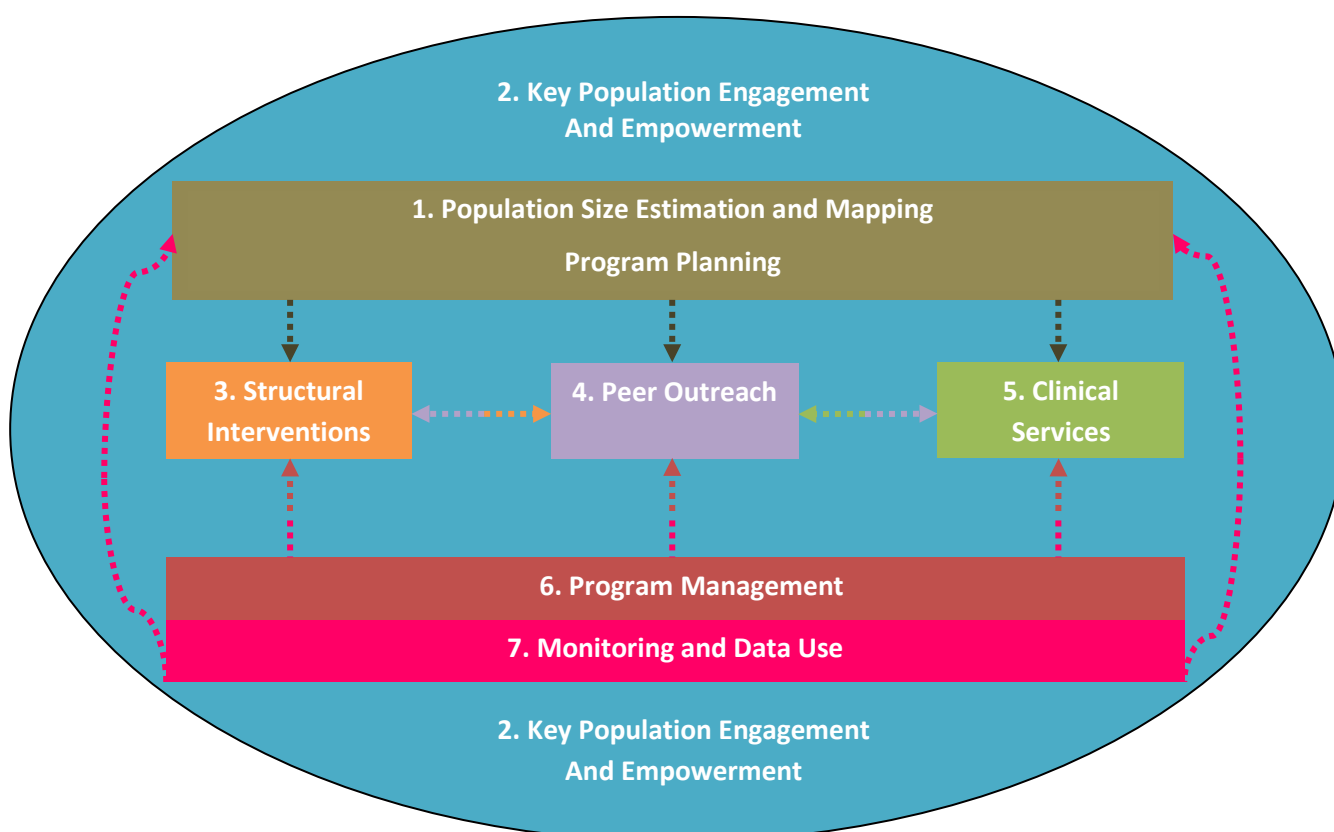 2. Key Population Engagement
And Empowerment
1. Population Size Estimation and Mapping
Program Planning
3. Structural
Interventions
4. Peer Outreach
5. Clinical
Services
6. Program Management
7. Monitoring and Data Use
2. Key Population Engagement
And Empowerment